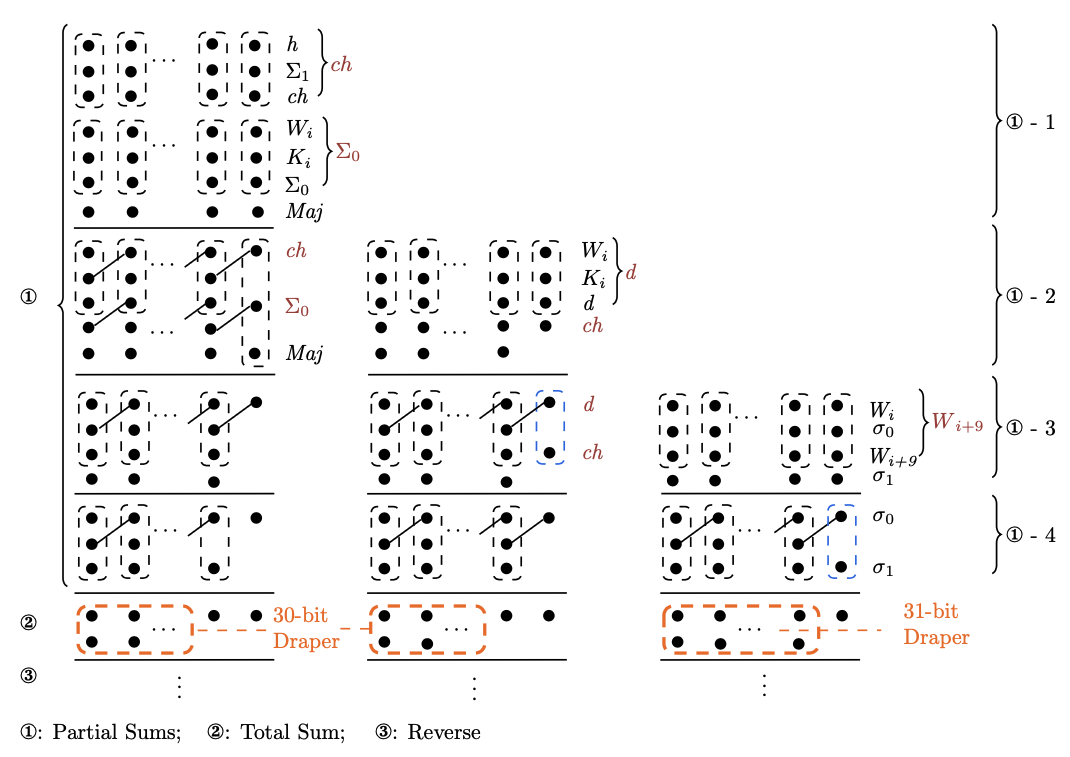 h
Σ₁ } ch
ch
① - 1
W_i
K_i } Σ₀
Σ₀
Maj
①
ch
Σ₀
Maj
W_i
K_i } d
d
ch
① - 2
d
ch
W_i
σ₀ } W_{i+9}
W_{i+9}
σ₁
① - 3
σ₀
σ₁
① - 4
②
30-bit
Draper
31-bit
Draper
③
①: Partial Sums; ②: Total Sum; ③: Reverse